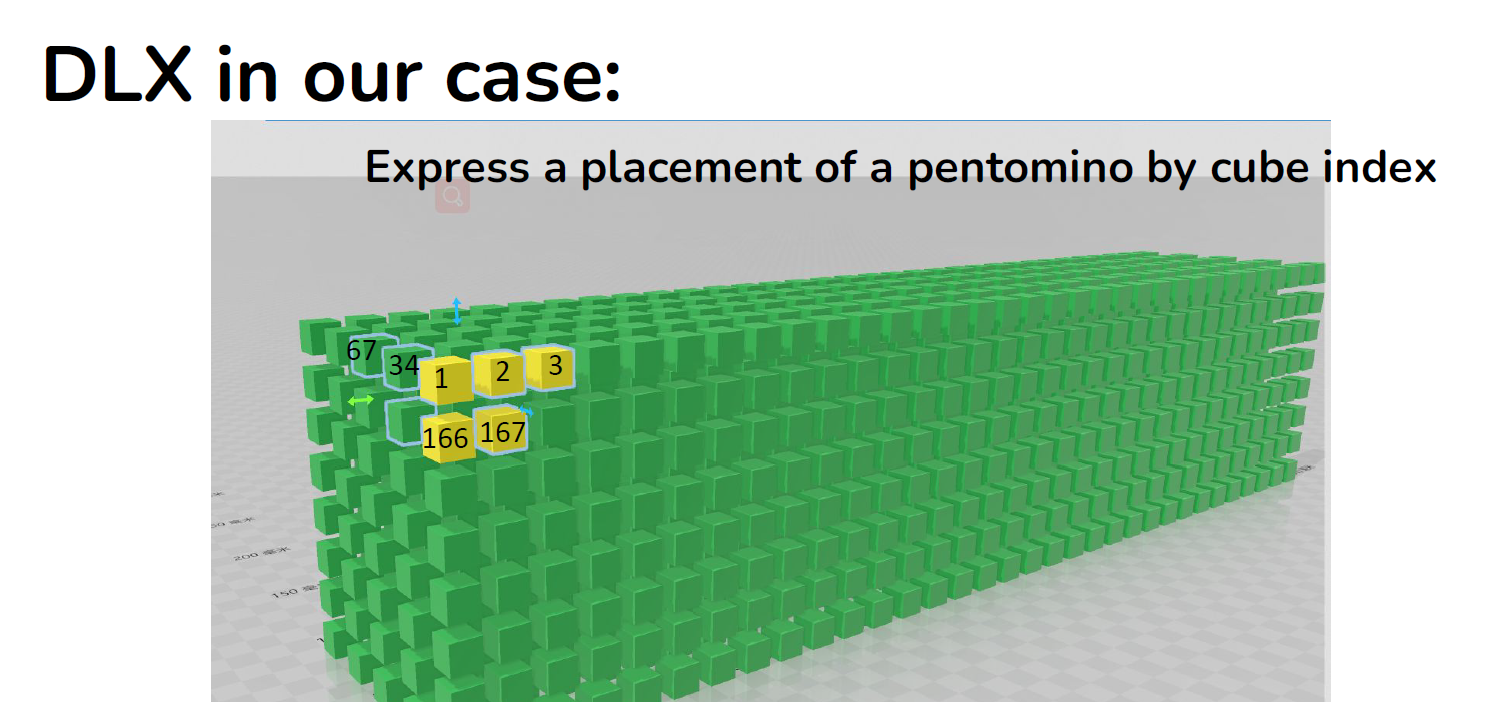 DLX in our case:
Express a placement of a pentomino by cube index
67
34
1
2
3
166
167
200 毫米
150 毫